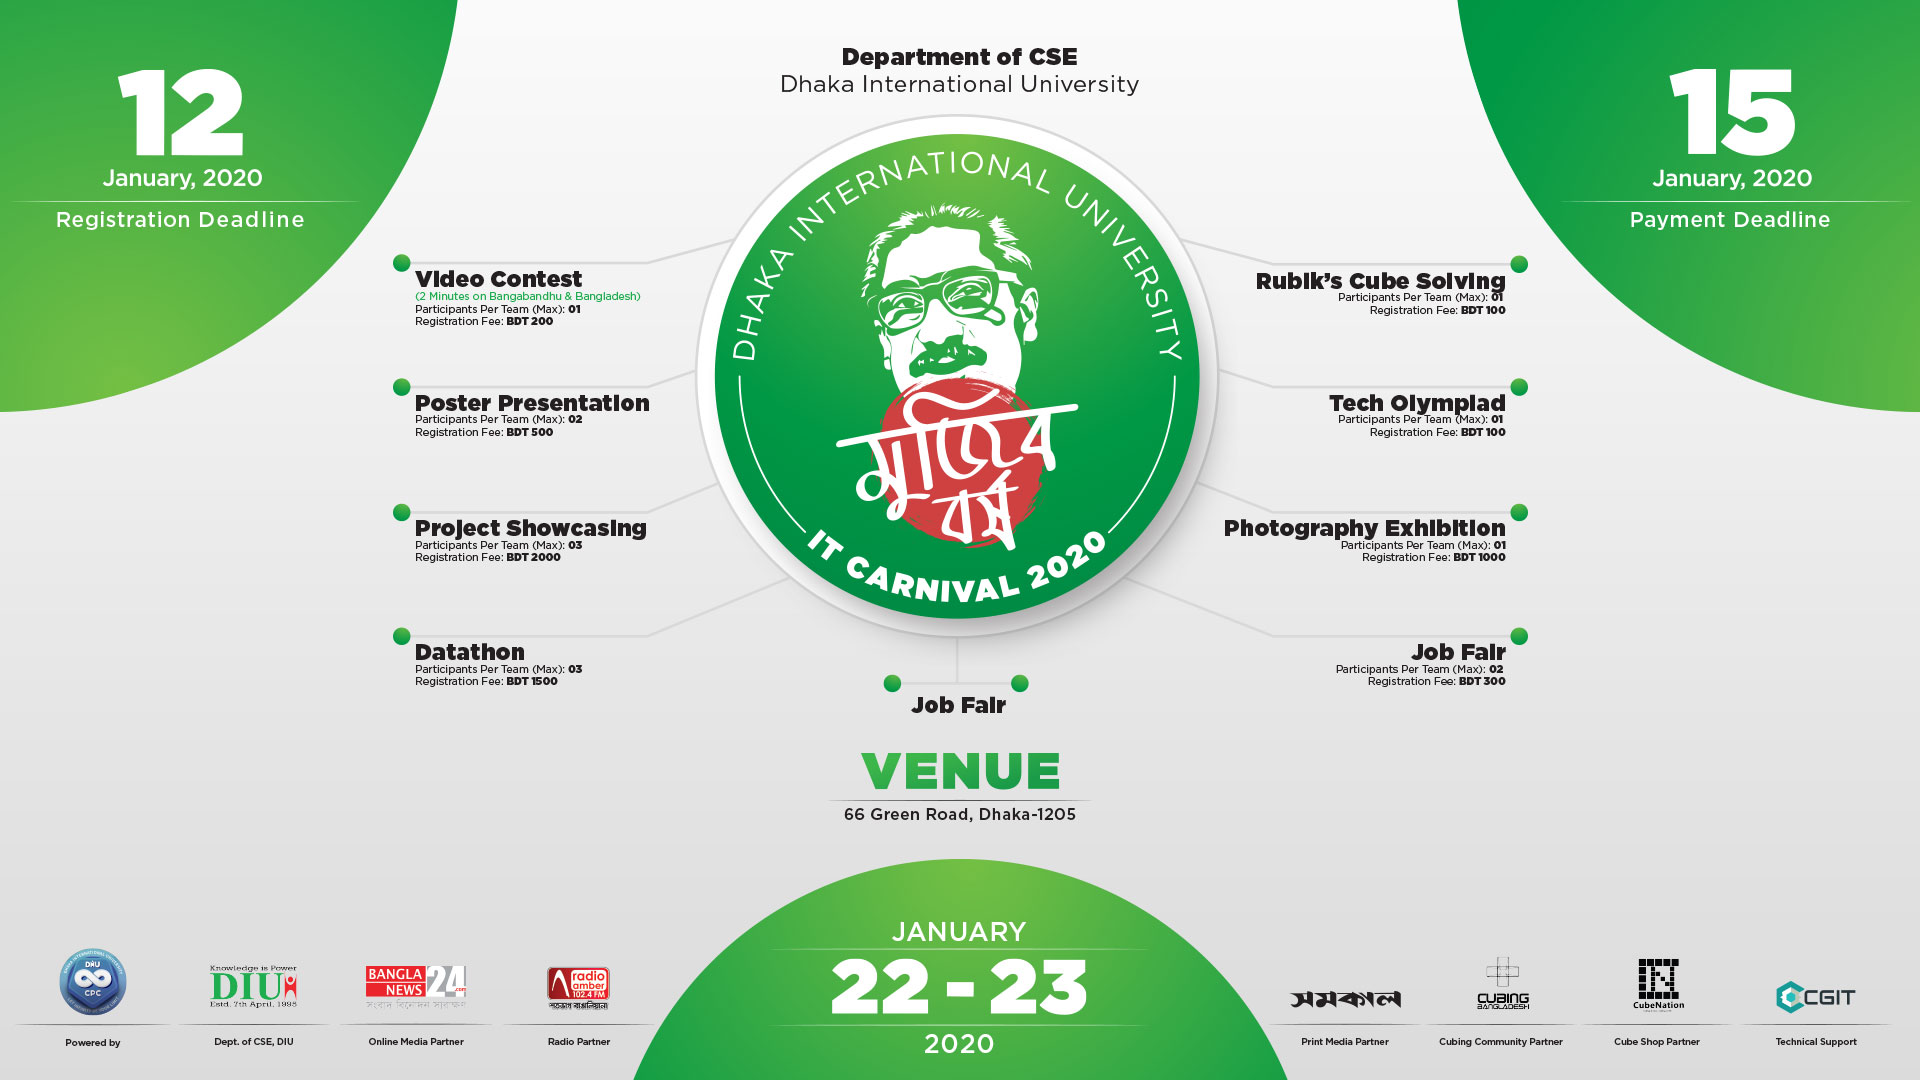 Department of CSE
Dhaka International University
12
January, 2020
Registration Deadline
15
January, 2020
Payment Deadline
DHAKA INTERNATIONAL UNIVERSITY
মুজিব
বর্ষ
IT CARNIVAL 2020
Video Contest
(2 Minutes on Bangabandhu & Bangladesh)
Participants Per Team (Max): 01
Registration Fee: BDT 200
Poster Presentation
Participants Per Team (Max): 02
Registration Fee: BDT 500
Project Showcasing
Participants Per Team (Max): 03
Registration Fee: BDT 2000
Datathon
Participants Per Team (Max): 03
Registration Fee: BDT 1500
Rubik's Cube Solving
Participants Per Team (Max): 01
Registration Fee: BDT 100
Tech Olympiad
Participants Per Team (Max): 01
Registration Fee: BDT 100
Photography Exhibition
Participants Per Team (Max): 01
Registration Fee: BDT 1000
Job Fair
Participants Per Team (Max): 02
Registration Fee: BDT 300
Job Fair
VENUE
66 Green Road, Dhaka-1205
JANUARY
22 - 23
2020
DIU
CPC
Powered by
Knowledge is Power
DIU
Estd. 7th April, 1995
Dept. of CSE, DIU
BANGLA
NEWS 24.com
সংবাদ বিনোদন সারাক্ষণ
Online Media Partner
radio
amber
102.4 FM
Radio Partner
সমকাল
Print Media Partner
CUBING
BANGLADESH
Cubing Community Partner
CubeNation
Cube Shop Partner
CGIT
Technical Support